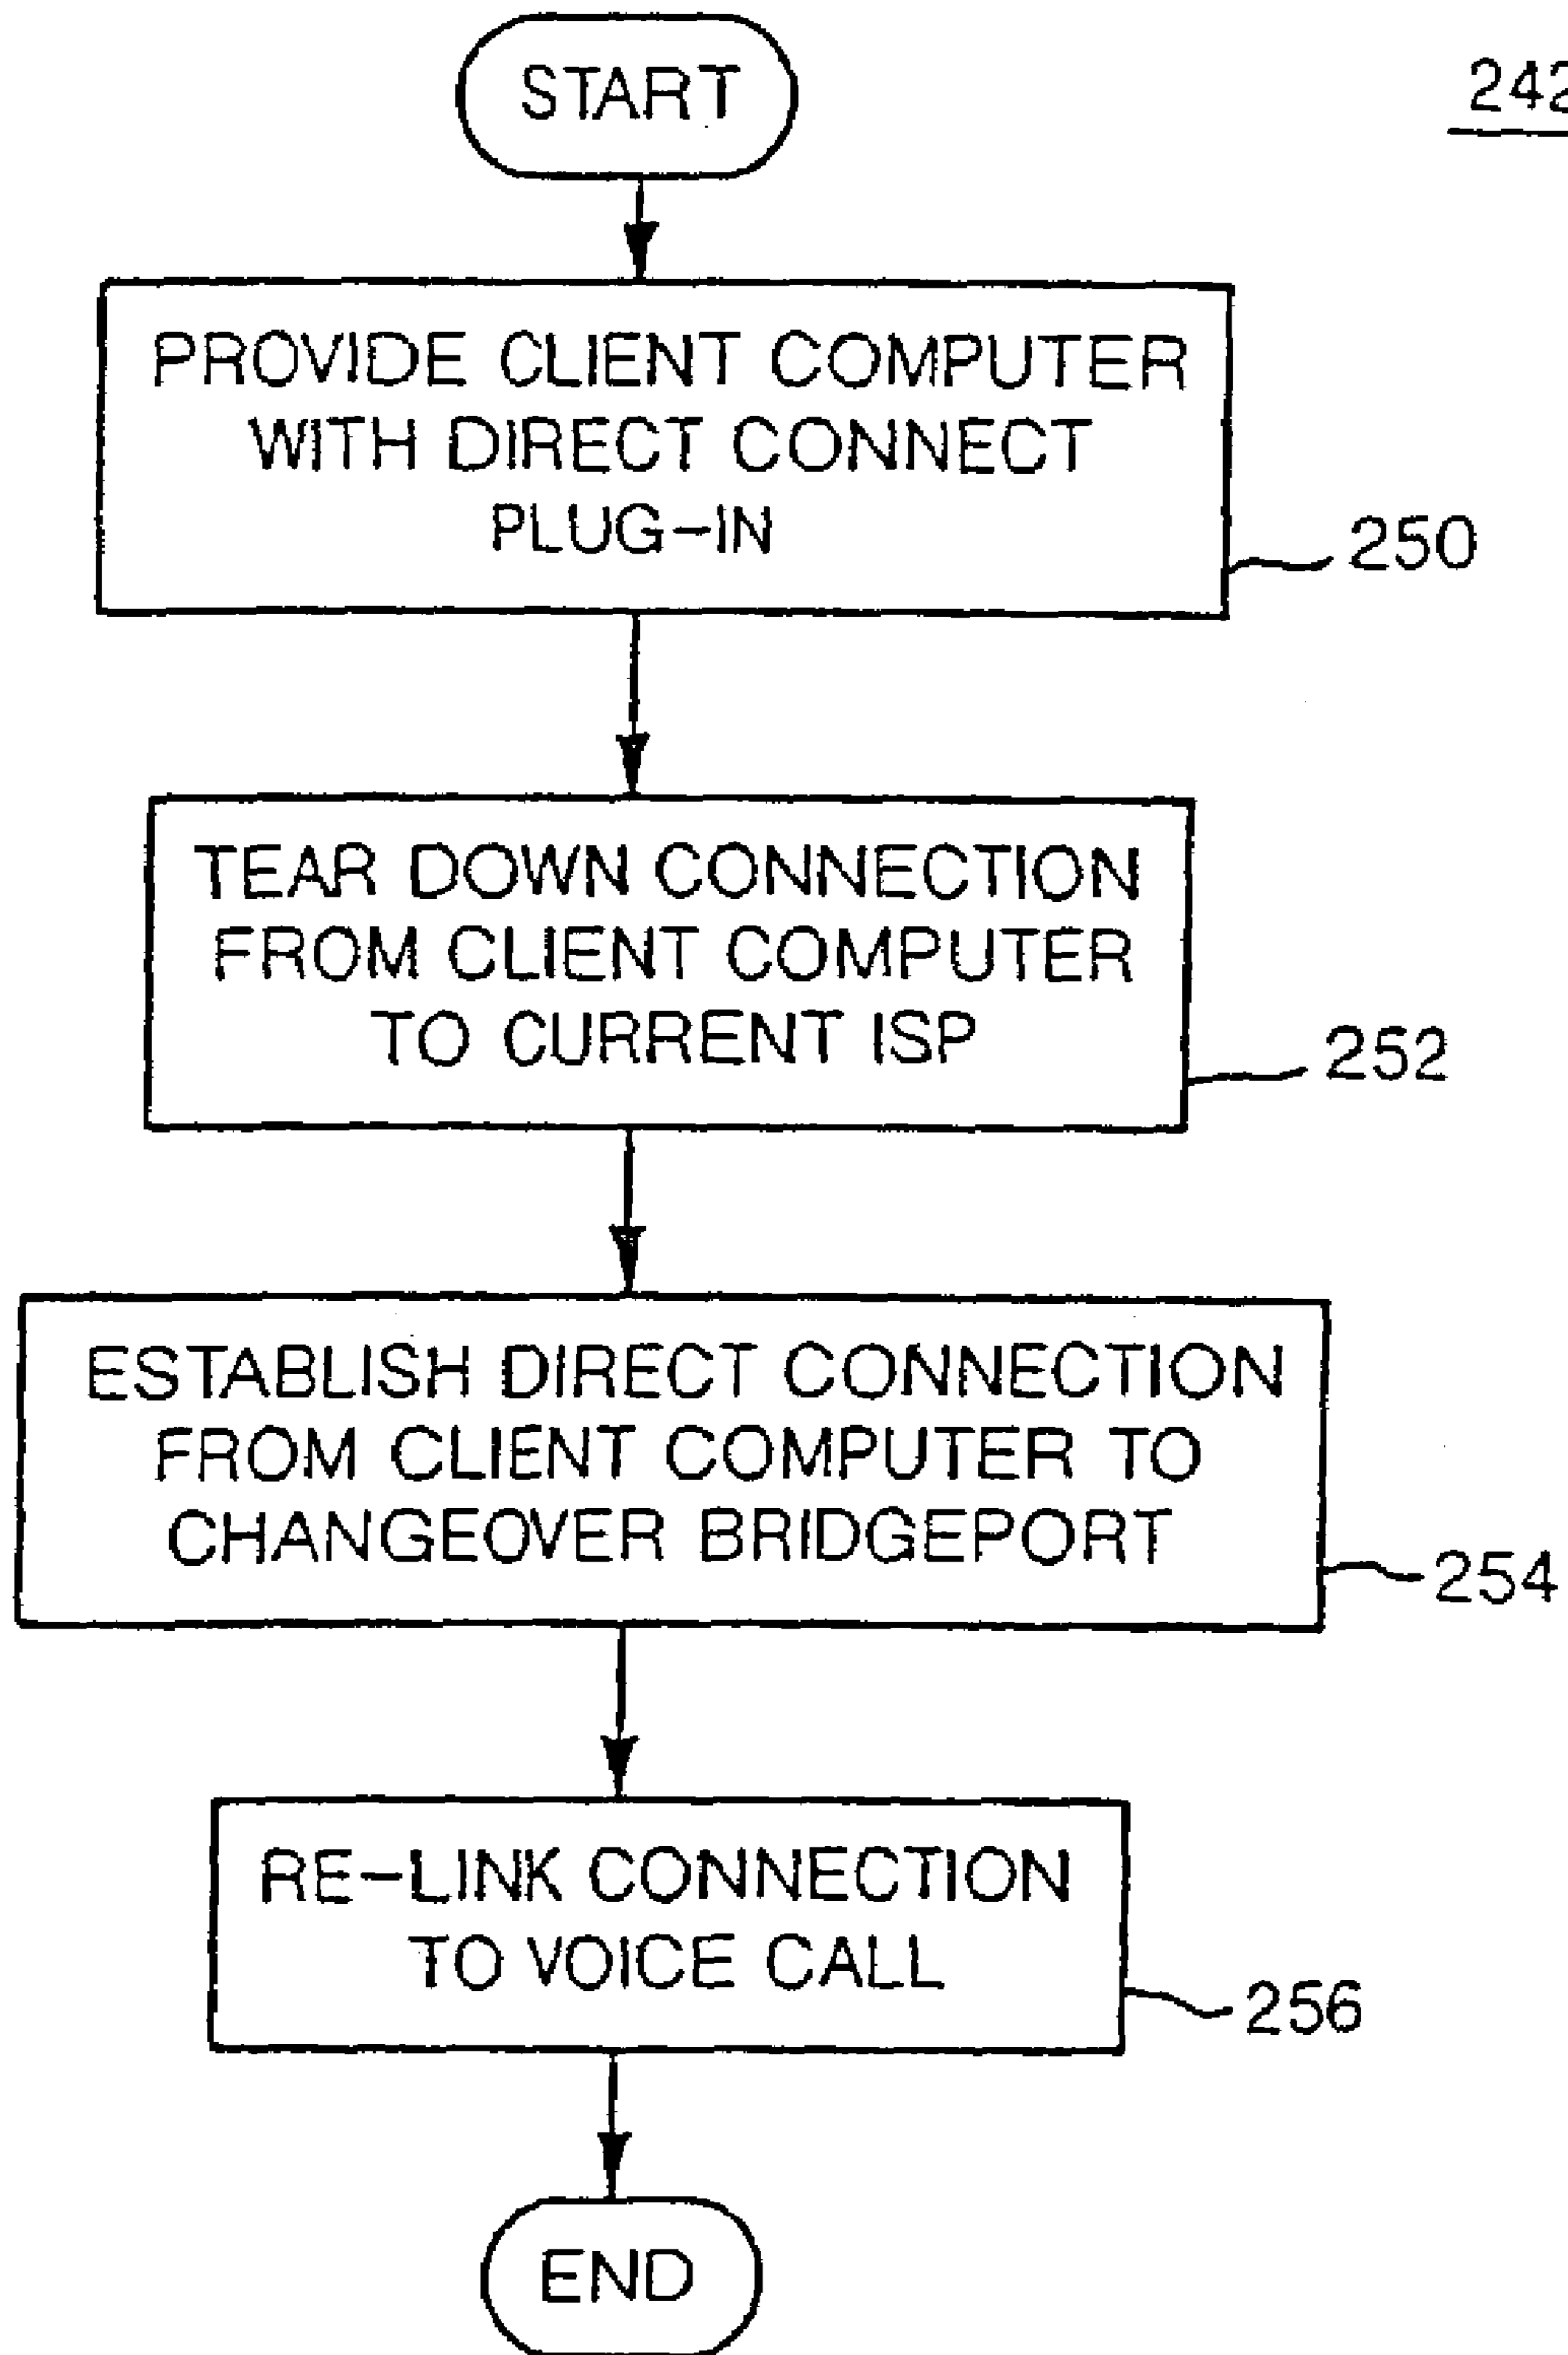 START
242
PROVIDE CLIENT COMPUTER
WITH DIRECT CONNECT
PLUG-IN
250
TEAR DOWN CONNECTION
FROM CLIENT COMPUTER
TO CURRENT ISP
252
ESTABLISH DIRECT CONNECTION
FROM CLIENT COMPUTER TO
CHANGEOVER BRIDGEPORT
254
RE-LINK CONNECTION
TO VOICE CALL
256
END